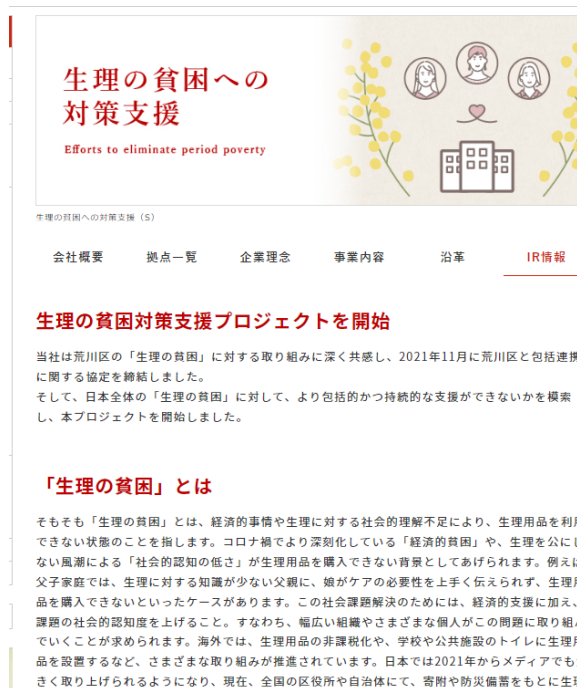 生理の貧困への
対策支援
Efforts to eliminate period poverty
生理の貧困への対策支援（S）
会社概要 拠点一覧 企業理念 事業内容 沿革 IR情報
生理の貧困対策支援プロジェクトを開始
当社は荒川区の「生理の貧困」に対する取り組みに深く共感し、2021年11月に荒川区と包括連携
に関する協定を締結しました。
そして、日本全体の「生理の貧困」に対して、より包括的かつ持続的な支援ができないかを模索
し、本プロジェクトを開始しました。
「生理の貧困」とは
そもそも「生理の貧困」とは、経済的事情や生理に対する社会的理解不足により、生理用品を利用
できない状態のことを指します。コロナ禍でより深刻化している「経済的貧困」や、生理を公にし
ない風潮による「社会的認知の低さ」が生理用品を購入できない背景としてあげられます。例えば
父子家庭では、生理に対する知識が少ない父親に、娘がケアの必要性を上手く伝えられず、生理用
品を購入できないといったケースがあります。この社会課題解決のためには、経済的支援に加え、
課題の社会的認知度を上げること。すなわち、幅広い組織やさまざまな個人がこの問題に取り組ん
でいくことが求められます。海外では、生理用品の非課税化や、学校や公共施設のトイレに生理用
品を設置するなど、さまざまな取り組みが推進されています。日本では2021年からメディアでも大
きく取り上げられるようになり、現在、全国の区役所や自治体にて、寄附や防災備蓄をもとに生理